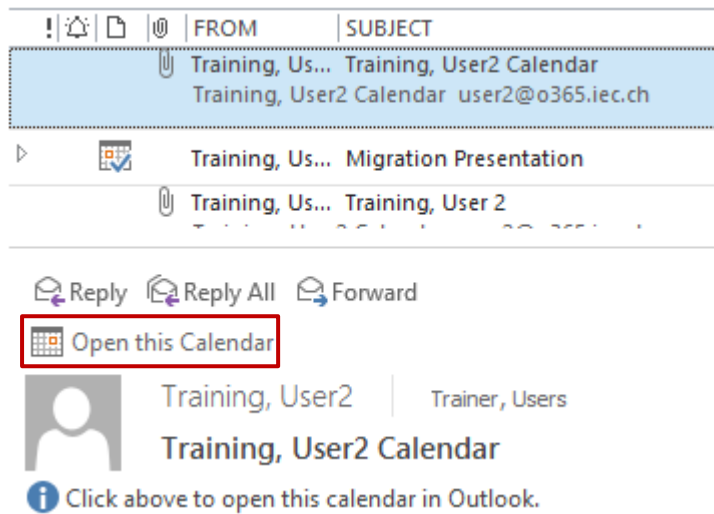 ! FROM SUBJECT
Training, Us... Training, User2 Calendar
Training, User2 Calendar user2@o365.iec.ch
Training, Us... Migration Presentation
Training, Us... Training, User 2
Reply Reply All Forward
Open this Calendar
Training, User2 Trainer, Users
Training, User2 Calendar
Click above to open this calendar in Outlook.